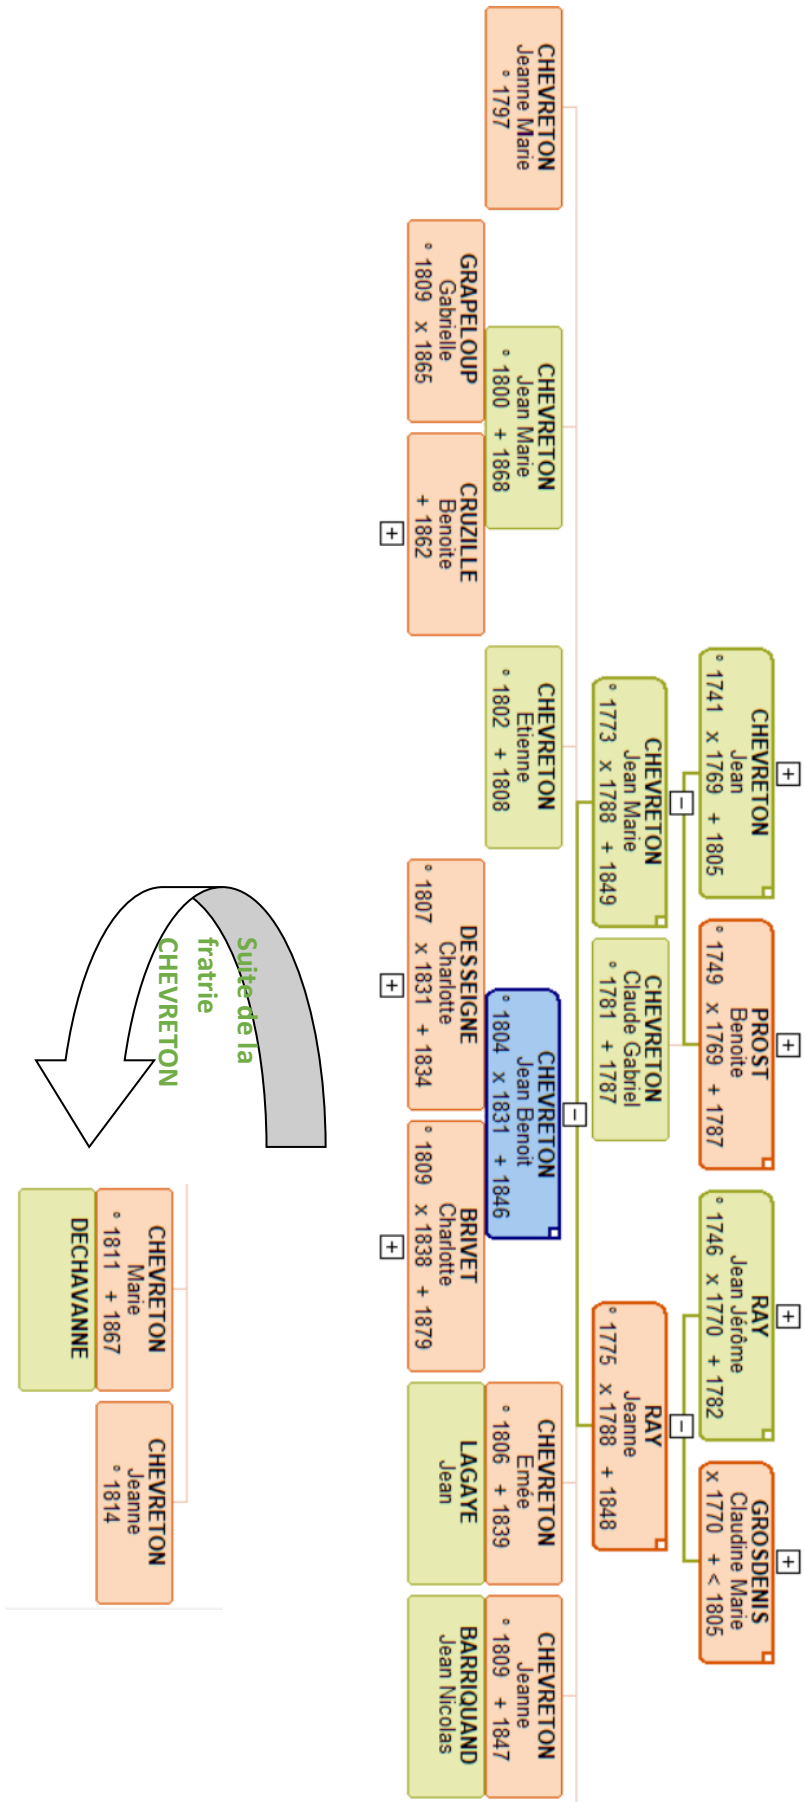 +
+
+
+
CHEVRETON
Jean
° 1741 x 1769 + 1805
PROST
Benoite
° 1749 x 1769 + 1787
RAY
Jean Jérôme
° 1746 x 1770 + 1782
GROSDENIS
Claudine Marie
x 1770 + < 1805
−
−
CHEVRETON
Jean Marie
° 1773 x 1788 + 1849
CHEVRETON
Claude Gabriel
° 1781 + 1787
RAY
Jeanne
° 1775 x 1788 + 1848
−
CHEVRETON
Jeanne Marie
° 1797
CHEVRETON
Jean Marie
° 1800 + 1868
CHEVRETON
Etienne
° 1802 + 1808
CHEVRETON
Jean Benoit
° 1804 x 1831 + 1846
CHEVRETON
Emée
° 1806 + 1839
CHEVRETON
Jeanne
° 1809 + 1847
GRAPELOUP
Gabrielle
° 1809 x 1865
CRUZILLE
Benoite
+ 1862
DESSEIGNE
Charlotte
° 1807 x 1831 + 1834
BRIVET
Charlotte
° 1809 x 1838 + 1879
LAGAYE
Jean
BARRIQUAND
Jean Nicolas
+
+
+
Suite de la
fratrie
CHEVRETON
CHEVRETON
Marie
° 1811 + 1867
CHEVRETON
Jeanne
° 1814
DECHAVANNE